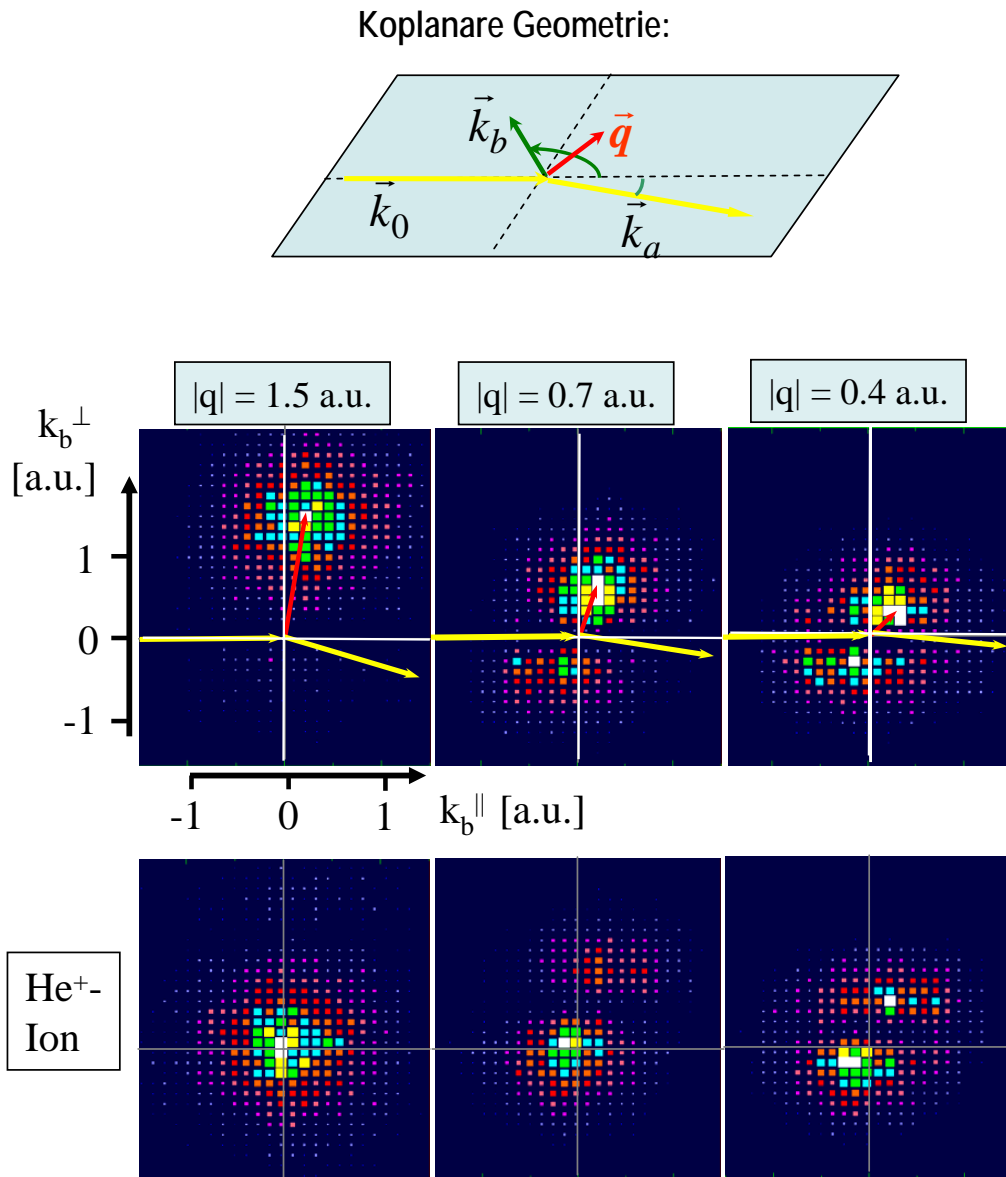 Koplanare Geometrie:
k_b
q
k_0
k_a
|q| = 1.5 a.u.
|q| = 0.7 a.u.
|q| = 0.4 a.u.
k_b^⊥
[a.u.]
1
0
-1
-1 0 1 k_b^|| [a.u.]
He⁺-
Ion